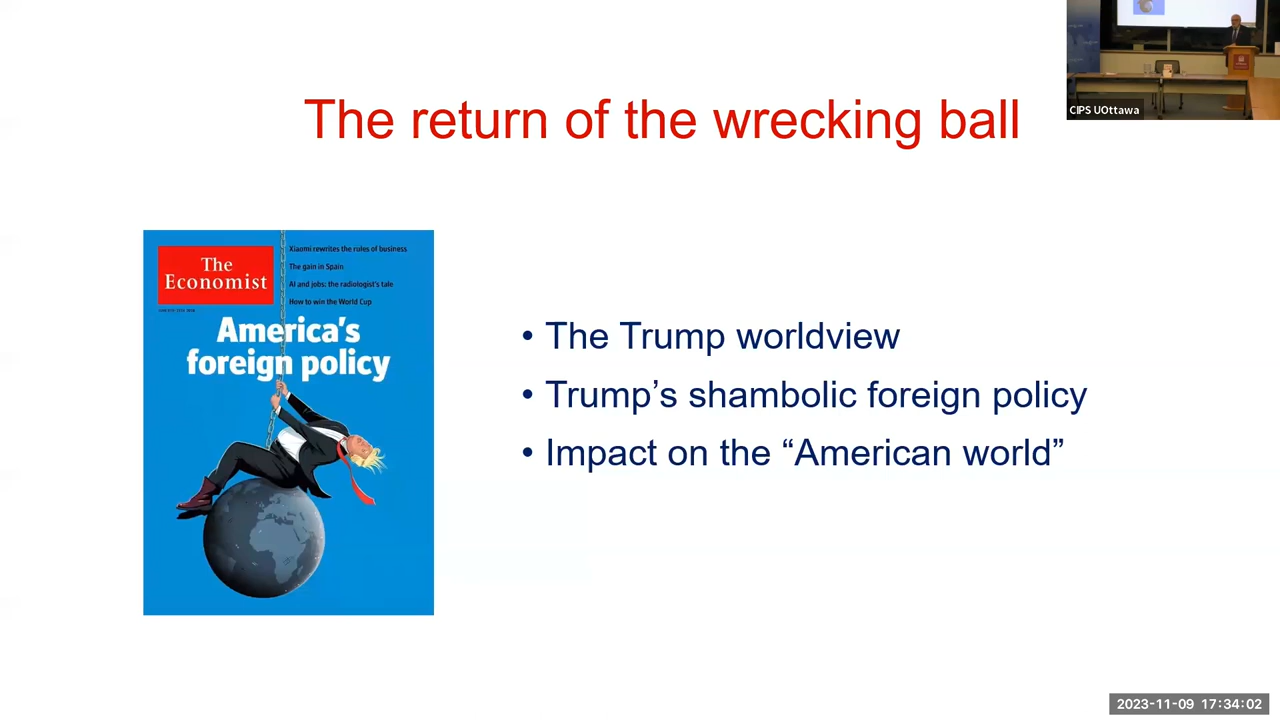 CIPS UOttawa
The return of the wrecking ball
The
Economist
Xiaomi rewrites the rules of business
The gain in Spain
AI and jobs: the radiologist's tale
How to win the World Cup
America's
foreign policy
• The Trump worldview
• Trump's shambolic foreign policy
• Impact on the “American world”
2023-11-09 17:34:02